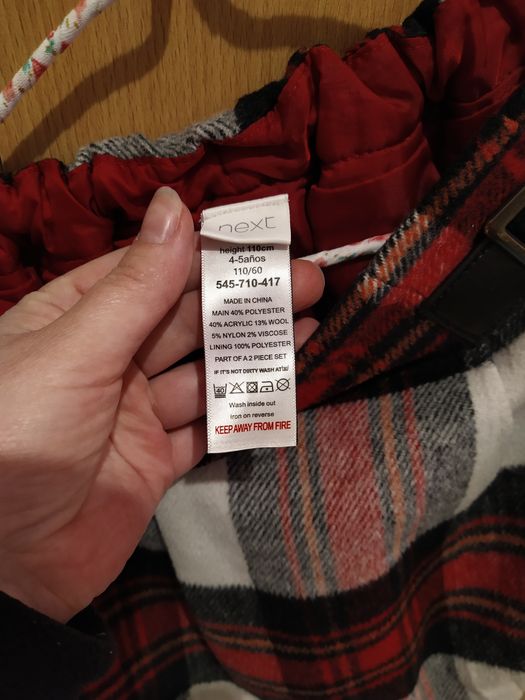 next
height 110cm
4-5años
110/60
545-710-417
MADE IN CHINA
MAIN 40% POLYESTER
40% ACRYLIC 13% WOOL
5% NYLON 2% VISCOSE
LINING 100% POLYESTER
PART OF A 2 PIECE SET
IF IT'S NOT DIRTY WASH AT
40
Wash inside out
iron on reverse
KEEP AWAY FROM FIRE